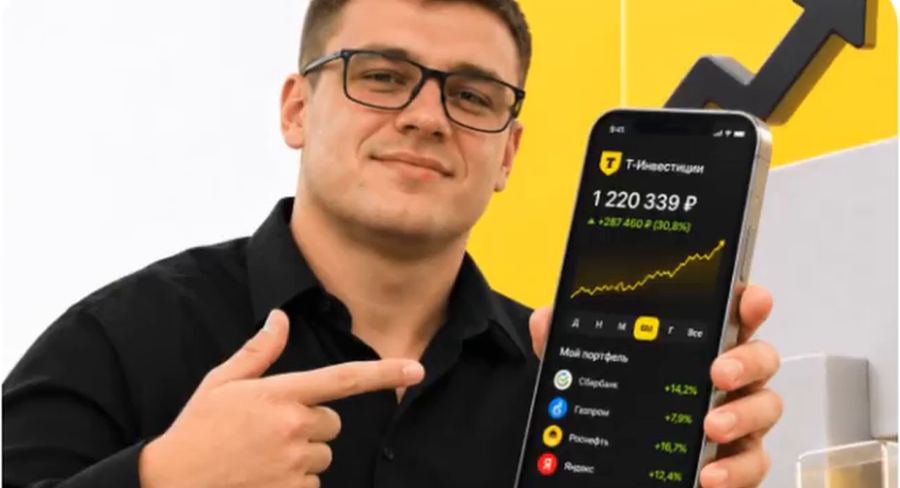 9:41
Т
Т-Инвестиции
1 220 339 ₽
▲ +287 460 ₽ (30,8%)
Д Н М 6М Г Все
Мой портфель
Сбербанк +14,2%
Газпром +7,9%
Роснефть +16,7%
Яндекс +12,4%